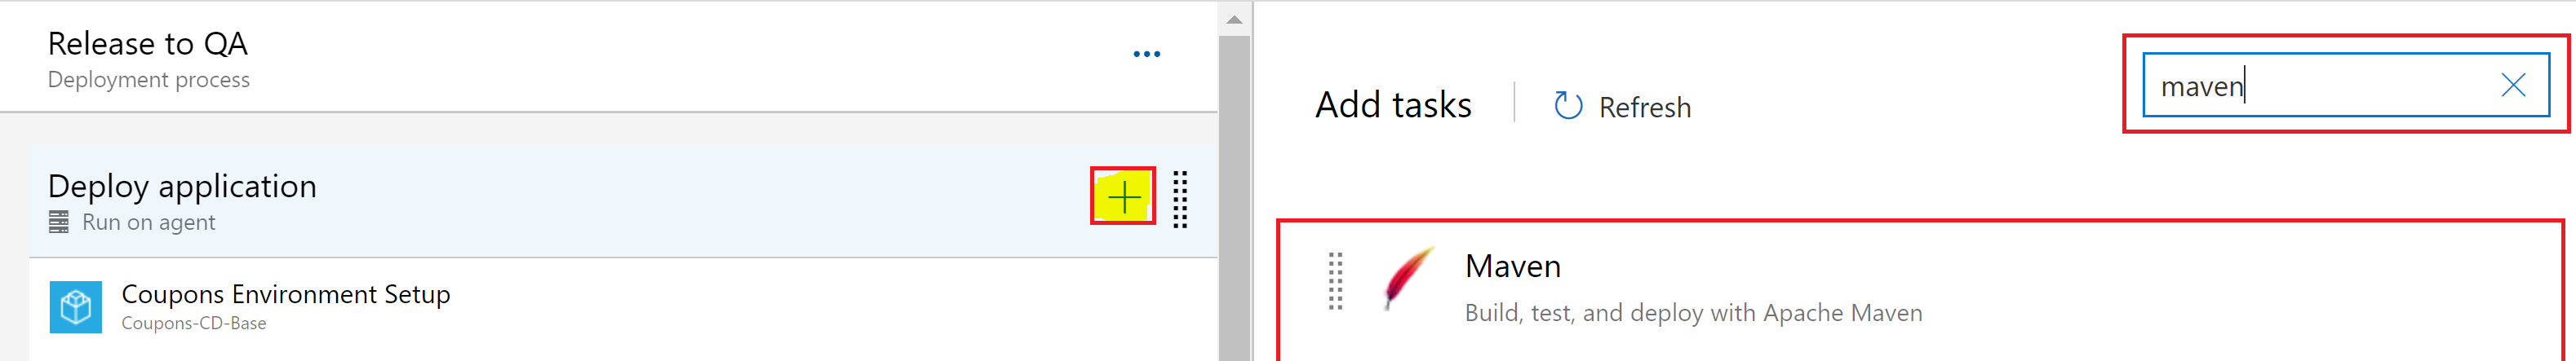 Release to QA
Deployment process
Deploy application
Run on agent
Coupons Environment Setup
Coupons-CD-Base
Add tasks
Refresh
maven
Maven
Build, test, and deploy with Apache Maven